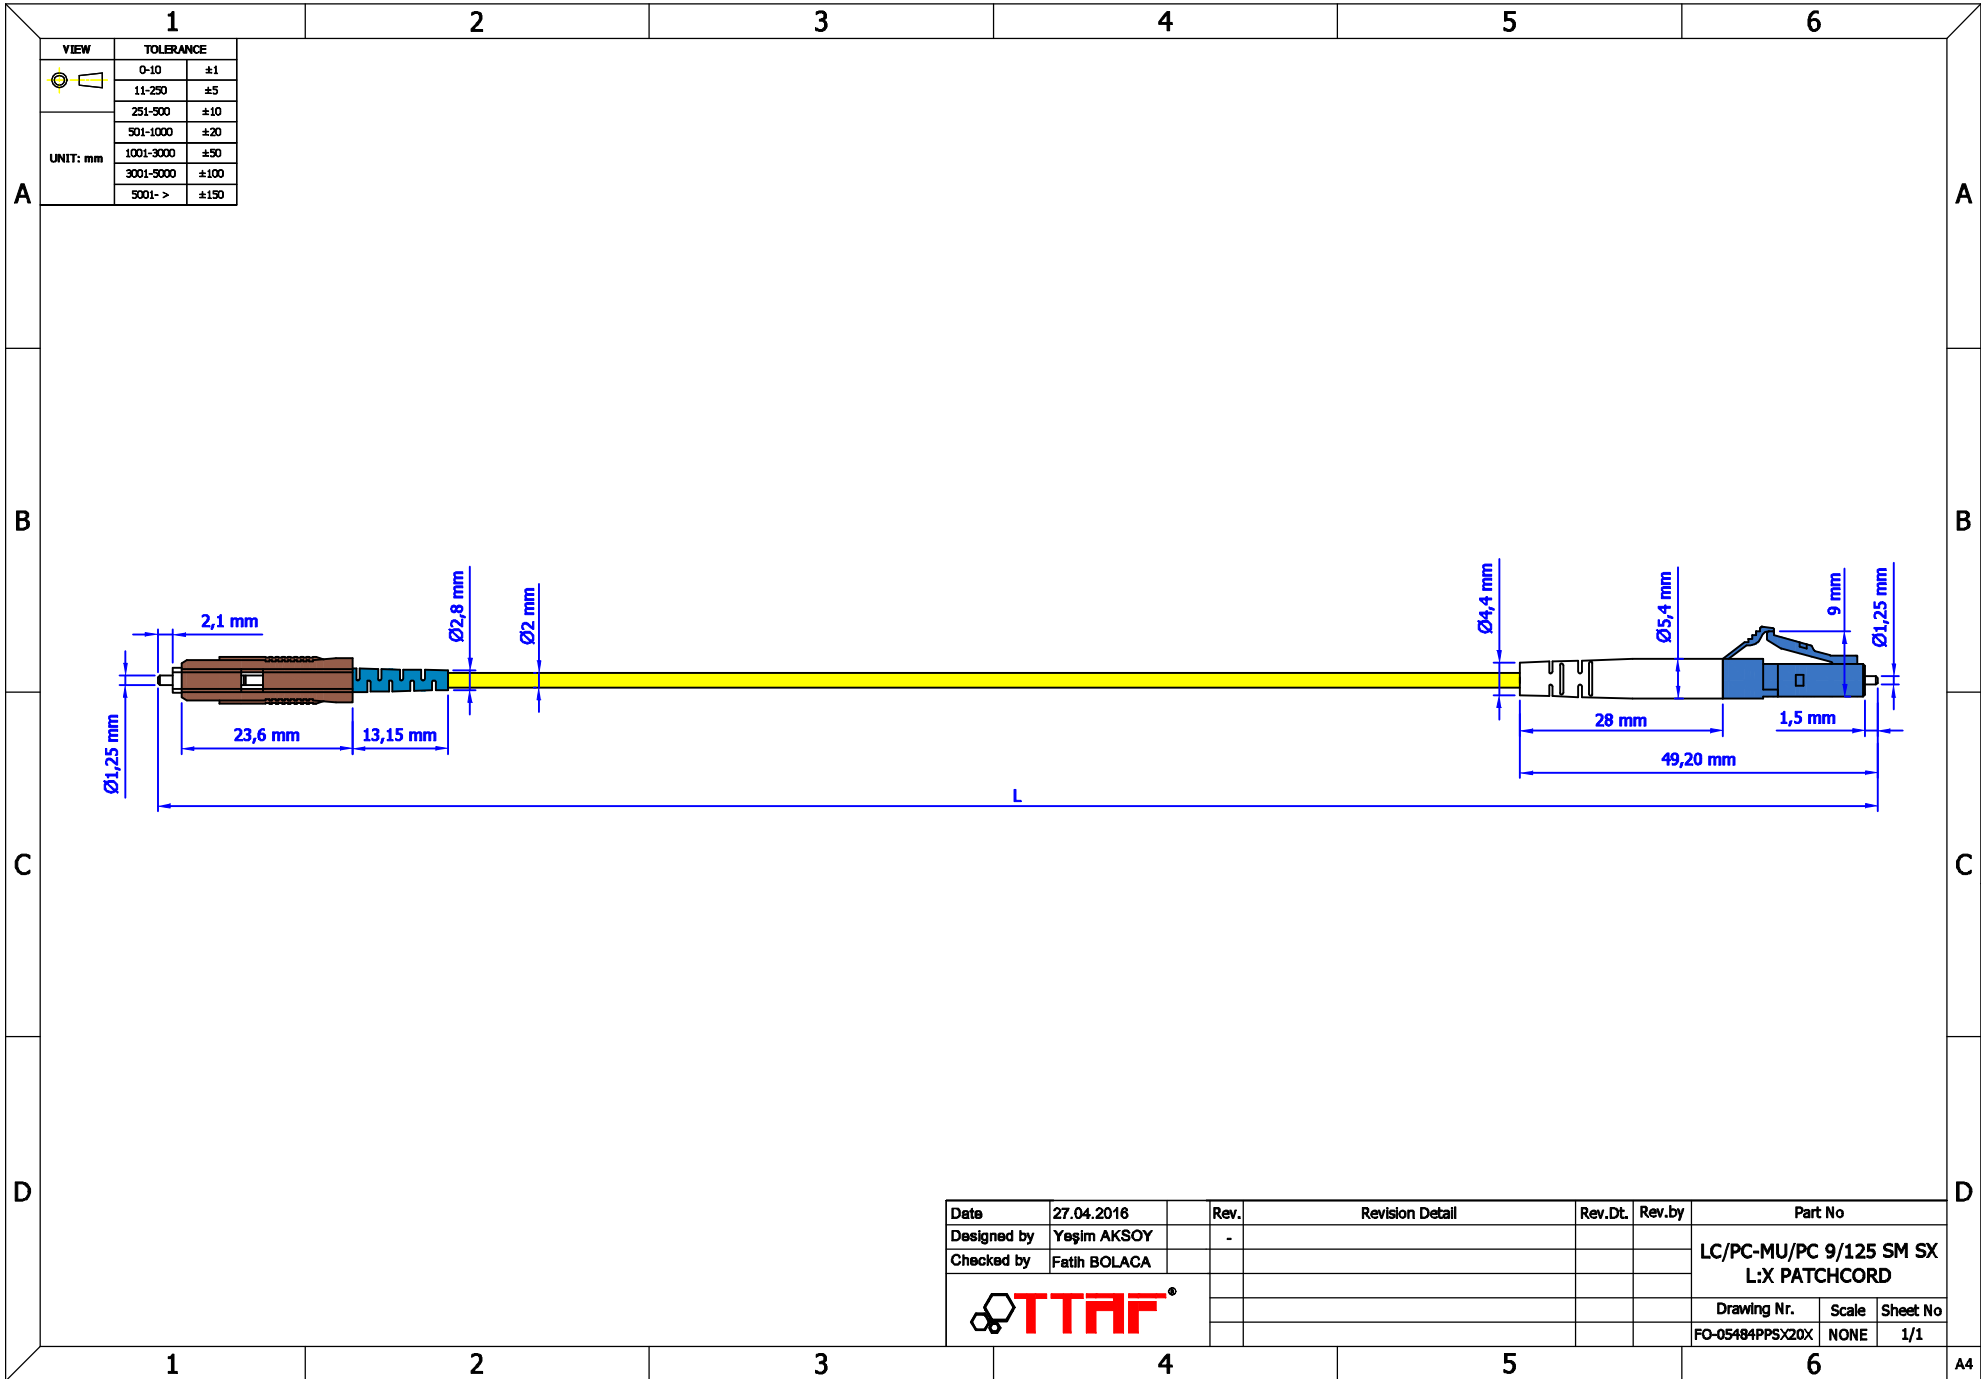 1 2 3 4 5 6
VIEW TOLERANCE
0-10 ±1
11-250 ±5
251-500 ±10
501-1000 ±20
1001-3000 ±50
3001-5000 ±100
5001- > ±150
UNIT: mm
A A
B B
2,1 mm
Ø2,8 mm
Ø2 mm
Ø4,4 mm
Ø5,4 mm
9 mm
Ø1,25 mm
Ø1,25 mm
23,6 mm
13,15 mm
28 mm
1,5 mm
49,20 mm
L
C C
D D
Date 27.04.2016 Rev. Revision Detail Rev.Dt. Rev.by Part No
Designed by Yeşim AKSOY -
Checked by Fatih BOLACA
LC/PC-MU/PC 9/125 SM SX
L:X PATCHCORD
TTAF®
Drawing Nr. Scale Sheet No
FO-05484PPSX20X NONE 1/1
1 2 3 4 5 6 A4